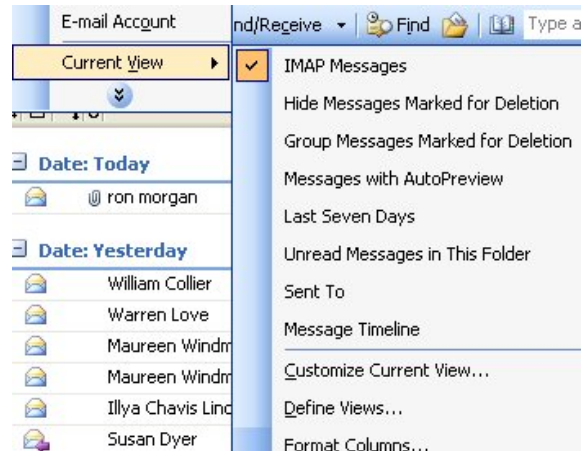 E-mail Account
nd/Receive Find Type a
Current View
IMAP Messages
Hide Messages Marked for Deletion
Group Messages Marked for Deletion
Messages with AutoPreview
Last Seven Days
Unread Messages in This Folder
Sent To
Message Timeline
Customize Current View...
Define Views...
Format Columns...
Date: Today
ron morgan
Date: Yesterday
William Collier
Warren Love
Maureen Windm
Maureen Windm
Illya Chavis Linc
Susan Dyer